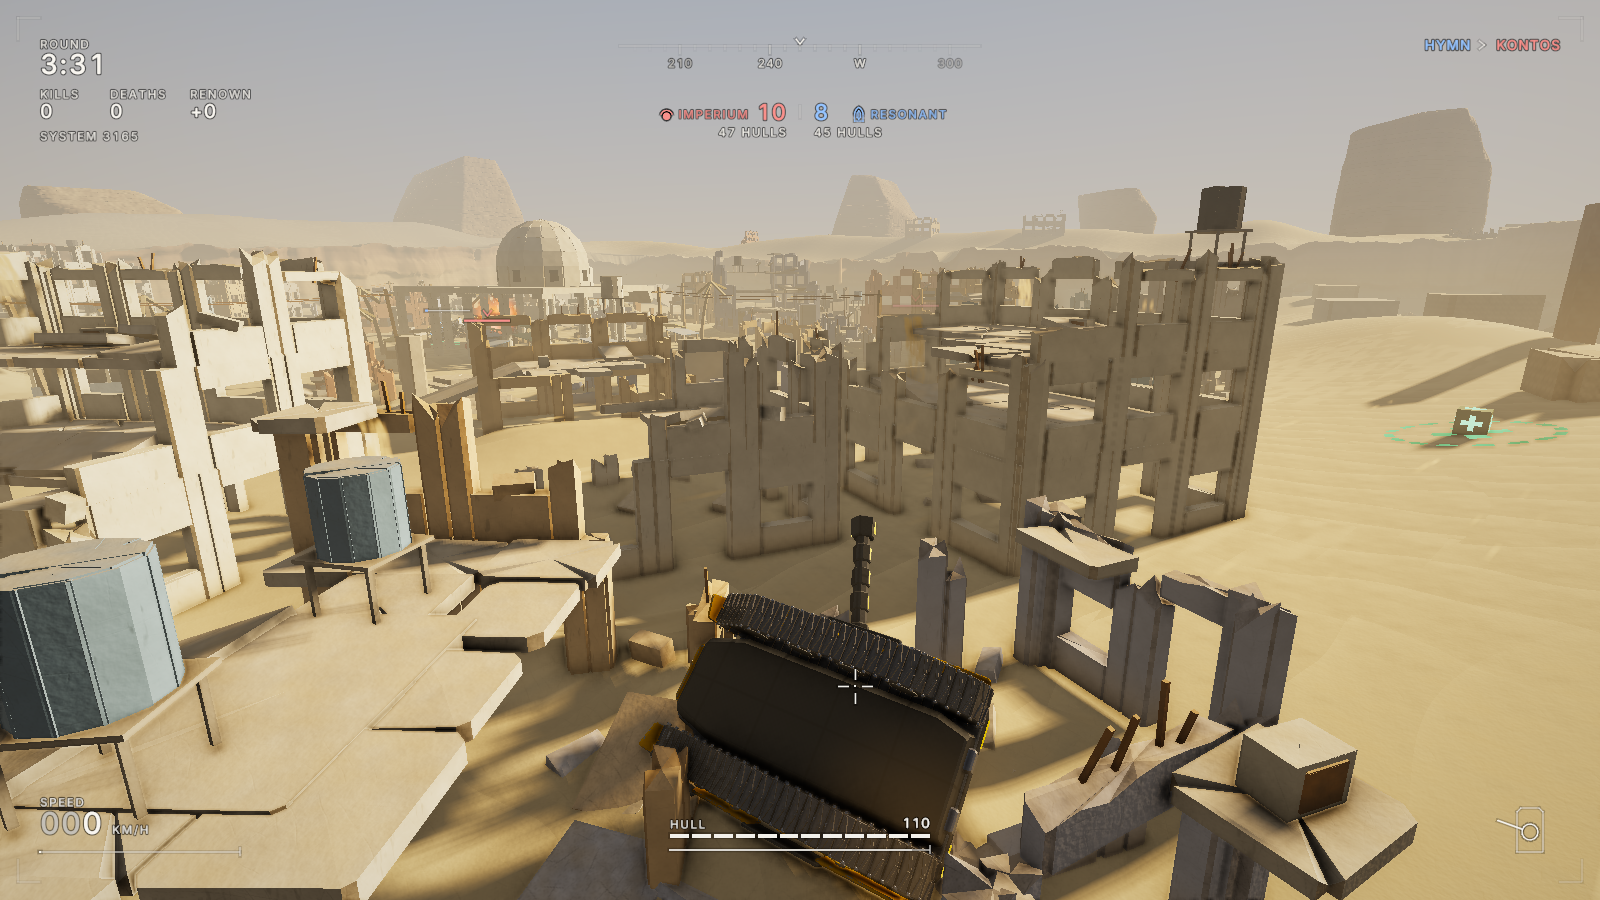 ROUND
3:31
KILLS DEATHS RENOWN
0 0 +0
SYSTEM 3165
210 240 W 300
IMPERIUM 10 8 RESONANT
47 HULLS 45 HULLS
HYMN > KONTOS
SPEED
000 KM/H
HULL 110